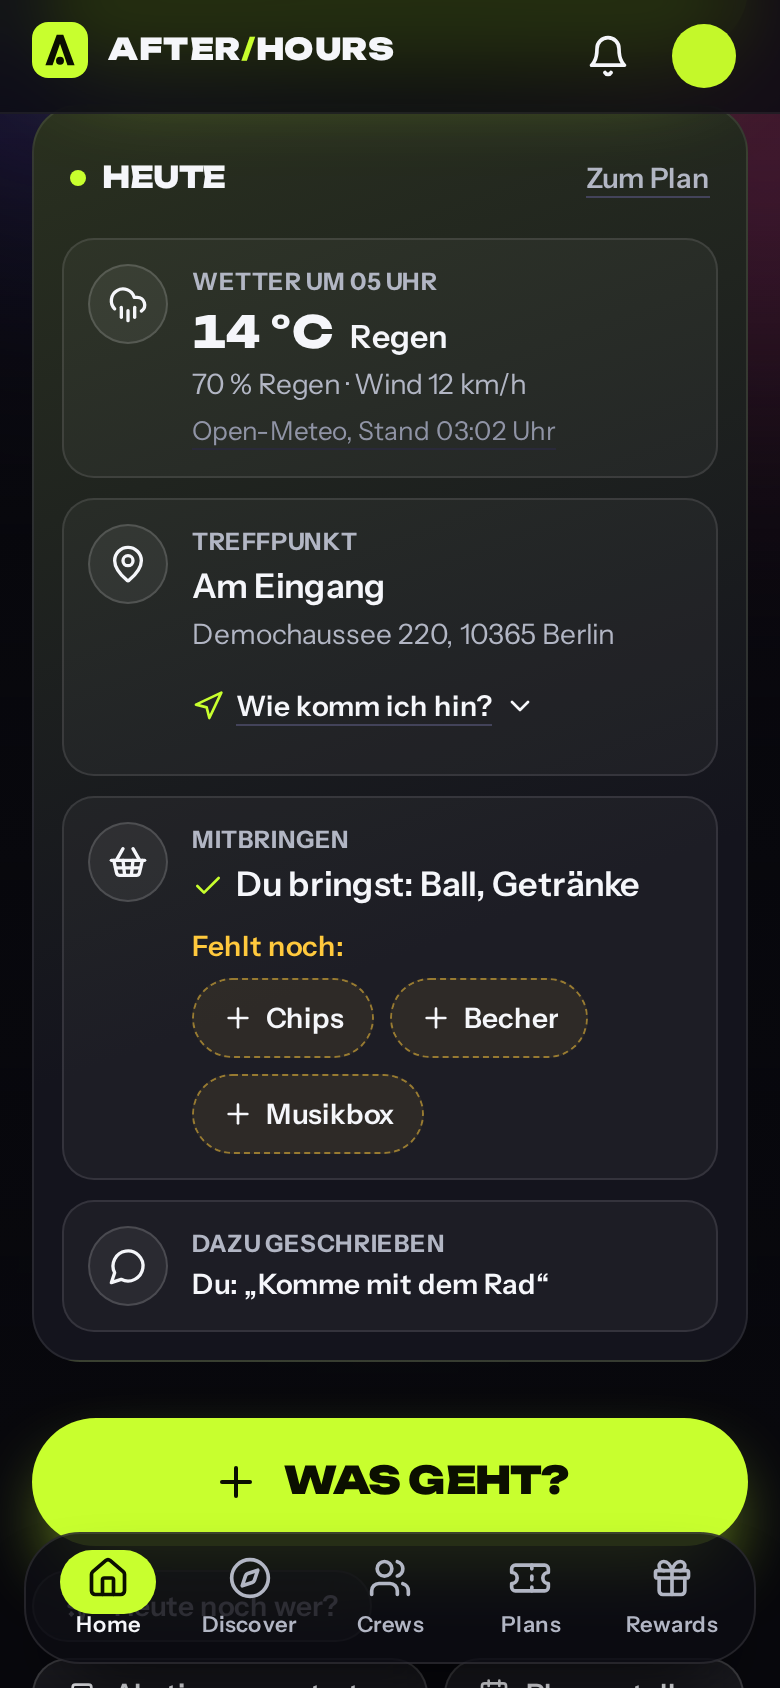 AFTER/HOURS
HEUTE
Zum Plan
WETTER UM 05 UHR
14 °C Regen
70 % Regen · Wind 12 km/h
Open-Meteo, Stand 03:02 Uhr
TREFFPUNKT
Am Eingang
Demochaussee 220, 10365 Berlin
Wie komm ich hin?
MITBRINGEN
Du bringst: Ball, Getränke
Fehlt noch:
+ Chips
+ Becher
+ Musikbox
DAZU GESCHRIEBEN
Du: „Komme mit dem Rad“
+ WAS GEHT?
heute noch wer?
Home
Discover
Crews
Plans
Rewards